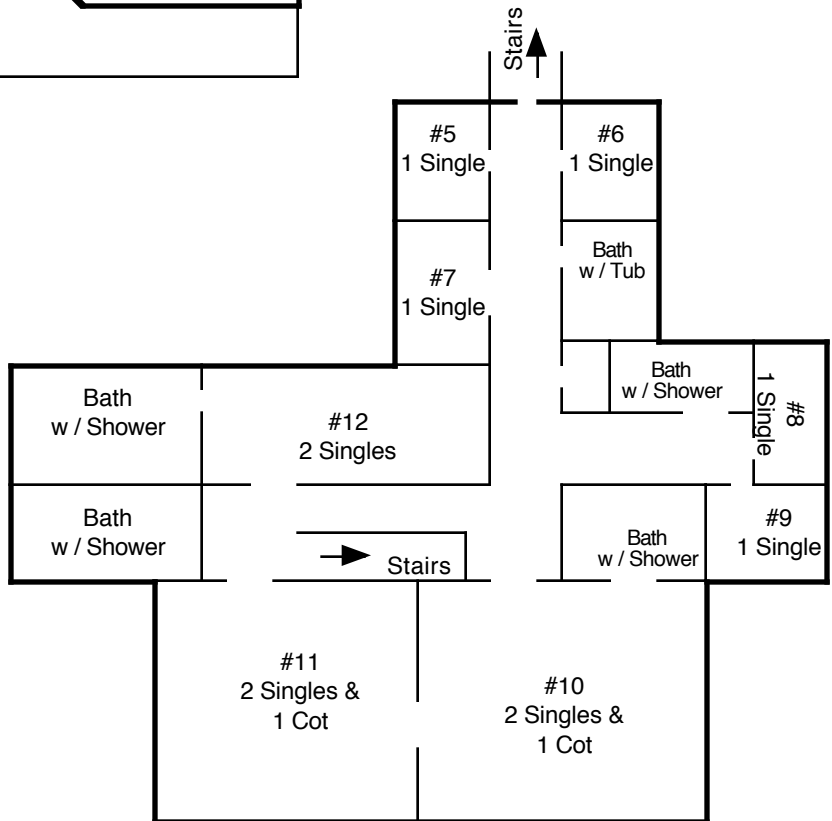 Stairs
#5
1 Single
#6
1 Single
Bath
w / Tub
#7
1 Single
Bath
w / Shower
#8
1 Single
Bath
w / Shower
#12
2 Singles
Bath
w / Shower
Stairs
Bath
w / Shower
#9
1 Single
#11
2 Singles &
1 Cot
#10
2 Singles &
1 Cot